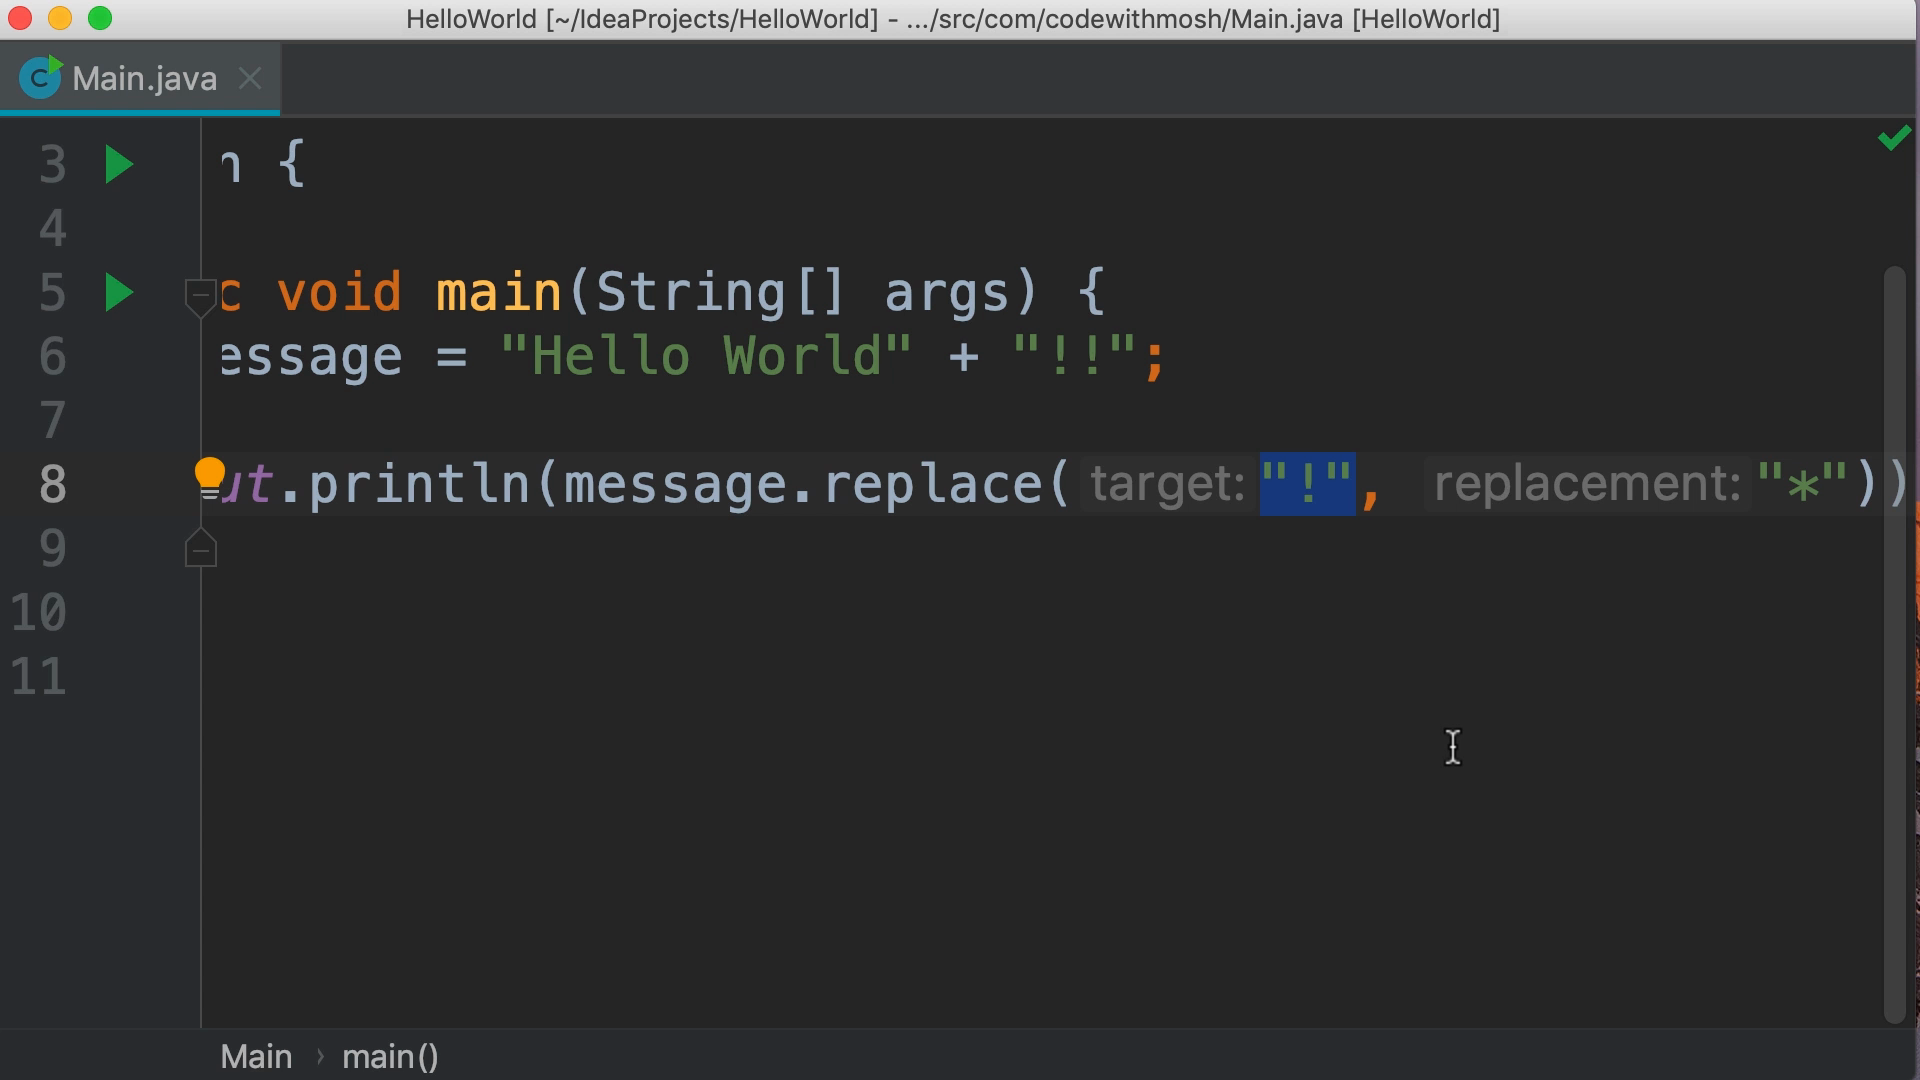 HelloWorld [~/IdeaProjects/HelloWorld] - .../src/com/codewithmosh/Main.java [HelloWorld]
C Main.java
3 n {
4
5 c void main(String[] args) {
6 essage = "Hello World" + "!!";
7
8 ut.println(message.replace( target: "!", replacement: "*"))
9
10
11
Main › main()